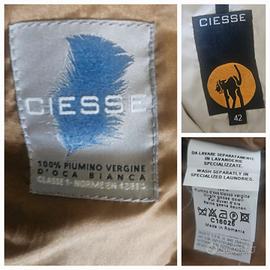 CIESSE
100% PIUMINO VERGINE
D'OCA BIANCA
CLASSE 1 - NORME EN 12934
CIESSE
42
DA LAVARE SEPARATAMENTE
IN LAVANDERIE
SPECIALIZZATE.
WASH SEPARATELY IN
SPECIALIZED LAUNDRIES.
C16026
Made in Romania